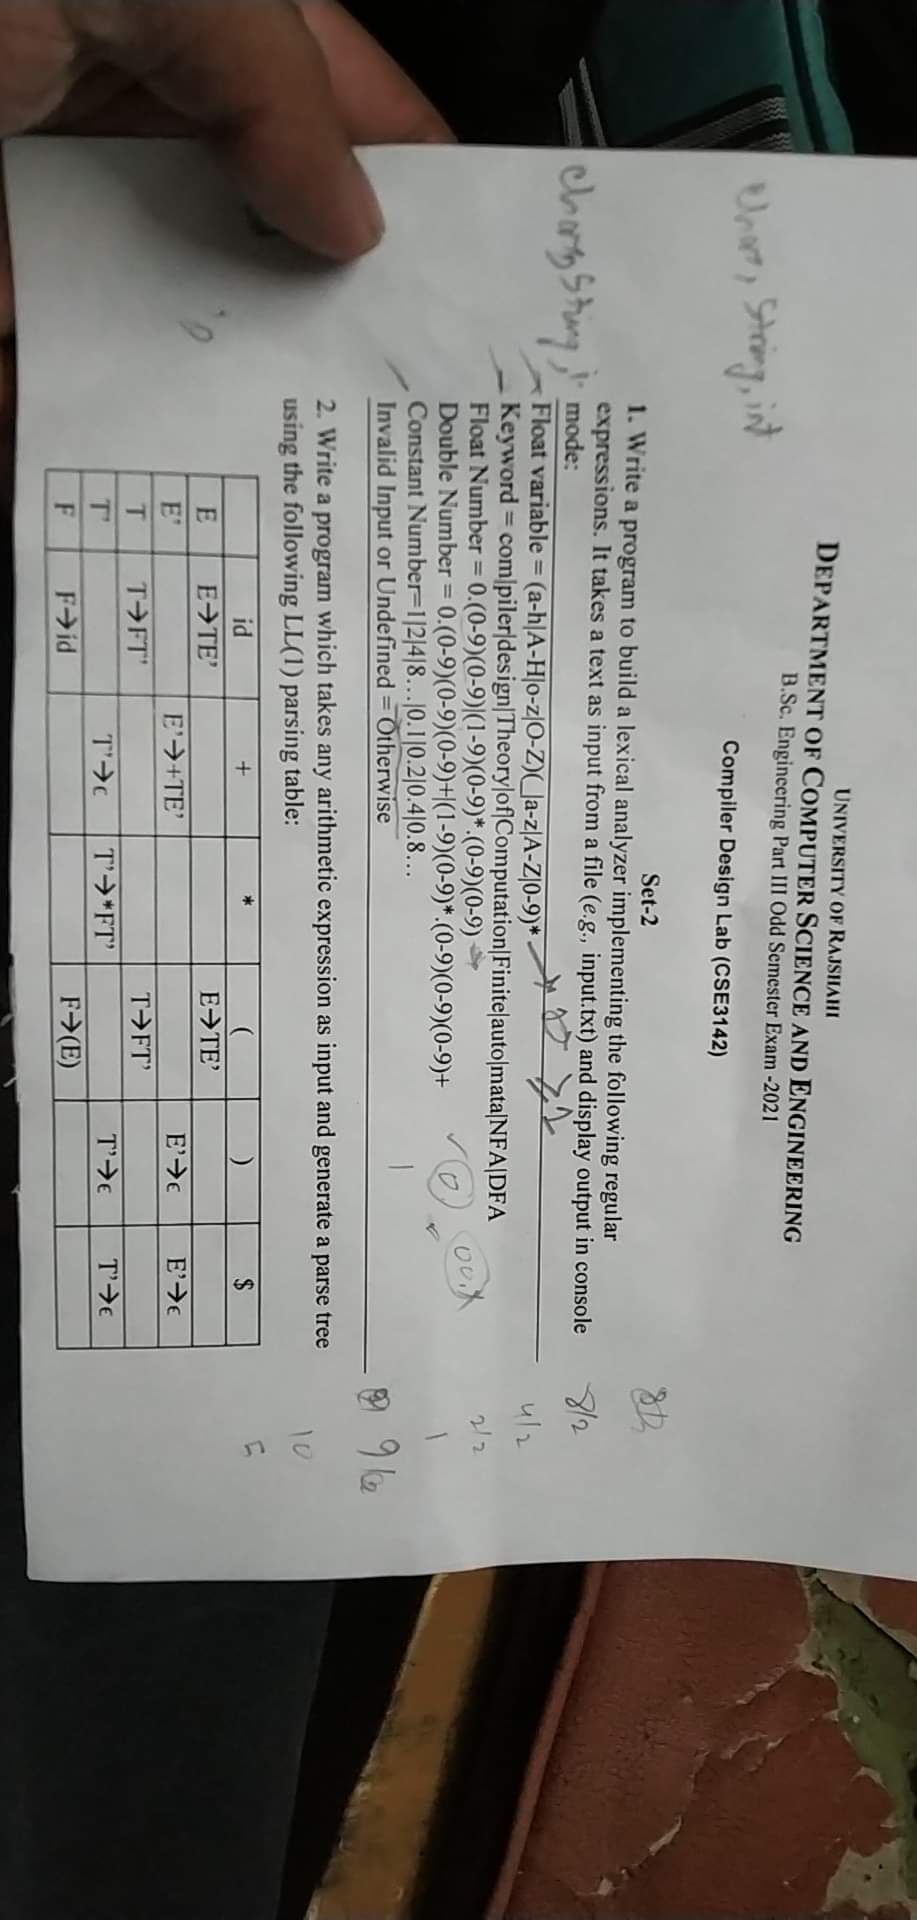 UNIVERSITY OF RAJSHAHI
DEPARTMENT OF COMPUTER SCIENCE AND ENGINEERING
B.Sc. Engineering Part III Odd Semester Exam -2021
String, int
Compiler Design Lab (CSE3142)
Set-2
1. Write a program to build a lexical analyzer implementing the following regular
expressions. It takes a text as input from a file (e.g., input.txt) and display output in console
mode:
8/2
String,
Float variable = (a-h|A-H|o-z|O-Z)(_|a-z|A-Z|0-9)*
4/2
Keyword = com|piler|design|Theory|of|Computation|Finite|auto|mata|NFA|DFA
Float Number = 0.(0-9)(0-9)|(1-9)(0-9)*.(0-9)(0-9)
2/2
Double Number = 0.(0-9)(0-9)(0-9)+|(1-9)(0-9)*.(0-9)(0-9)(0-9)+
0
1
Constant Number=1|2|4|8...|0.1|0.2|0.4|0.8...
1
Invalid Input or Undefined = Otherwise
2. Write a program which takes any arithmetic expression as input and generate a parse tree
using the following LL(1) parsing table:
10
5
id + * ( ) $
E E→TE' E→TE'
E' E'→+TE' E'→ϵ E'→ϵ
T T→FT' T→FT'
T' T'→ϵ T'→*FT' T'→ϵ T'→ϵ
F F→id F→(E)